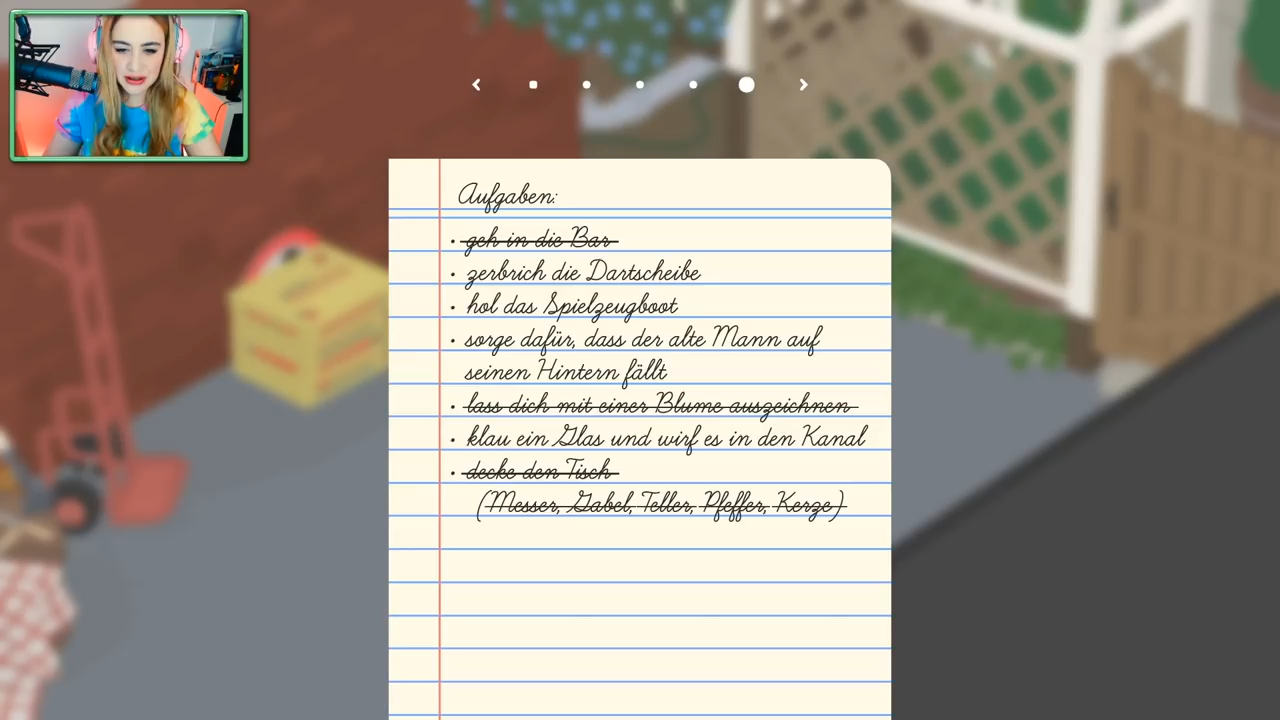 Aufgaben:
• geh in die Bar
• zerbrich die Dartscheibe
• hol das Spielzeugboot
• sorge dafür, dass der alte Mann auf
seinen Hintern fällt
• lass dich mit einer Blume auszeichnen
• klau ein Glas und wirf es in den Kanal
• decke den Tisch
(Messer, Gabel, Teller, Pfeffer, Kerze)